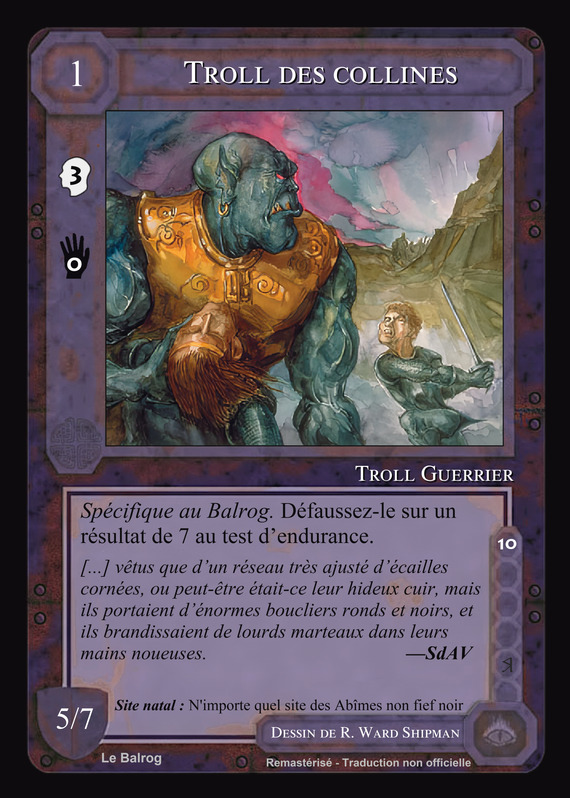 1
TROLL DES COLLINES
3
0
TROLL GUERRIER
Spécifique au Balrog. Défaussez-le sur un
résultat de 7 au test d'endurance.
10
[...] vêtus que d'un réseau très ajusté d'écailles
cornées, ou peut-être était-ce leur hideux cuir, mais
ils portaient d'énormes boucliers ronds et noirs, et
ils brandissaient de lourds marteaux dans leurs
mains noueuses. —SdAV
Site natal : N'importe quel site des Abîmes non fief noir
5/7
DESSIN DE R. WARD SHIPMAN
Le Balrog
Remastérisé - Traduction non officielle